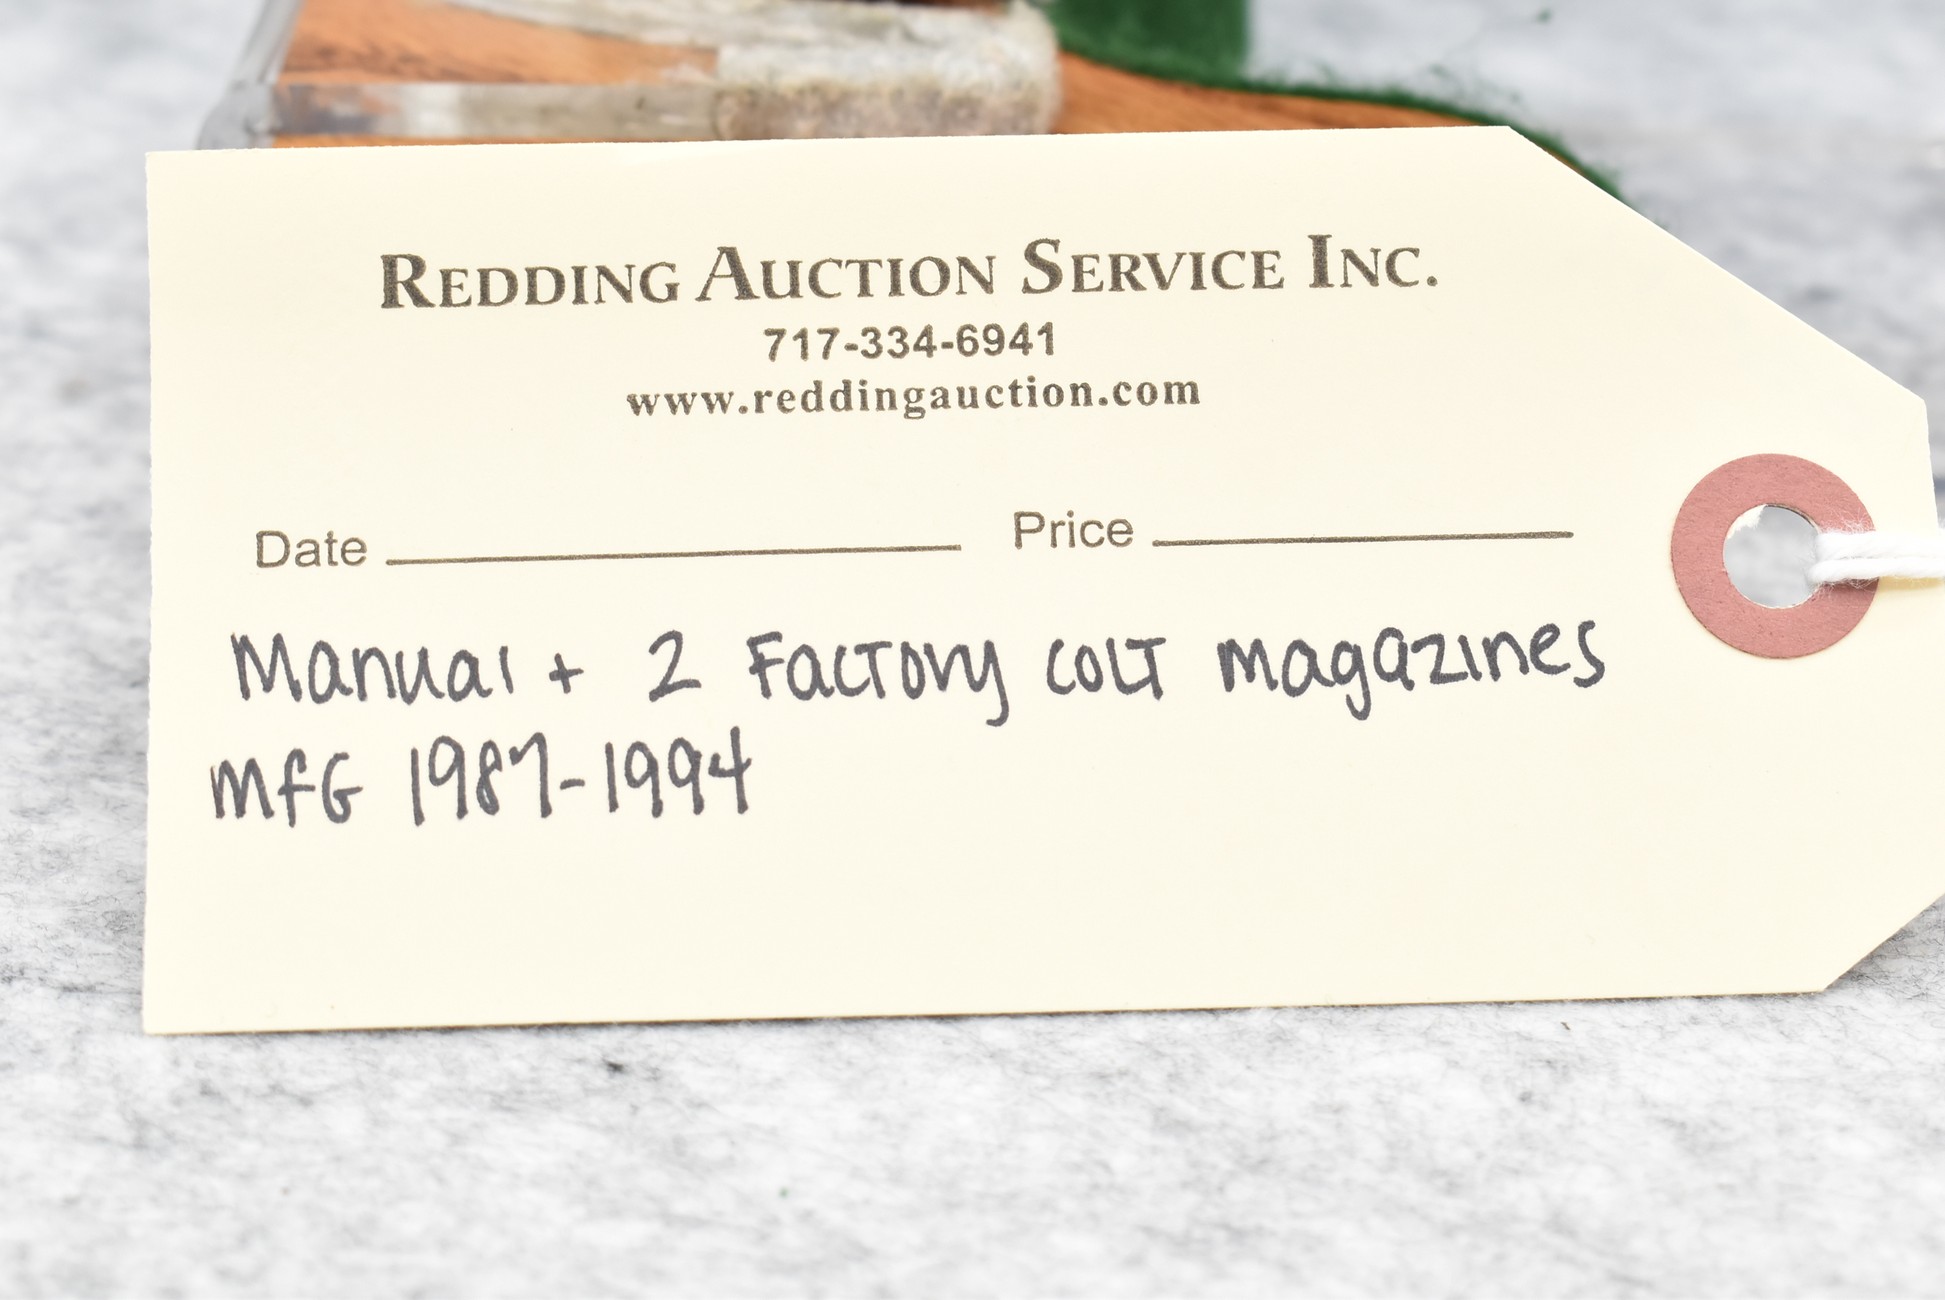 Redding Auction Service Inc.
717-334-6941
www.reddingauction.com
Date Price
Manual + 2 Factory Colt magazines
MFG 1987-1994